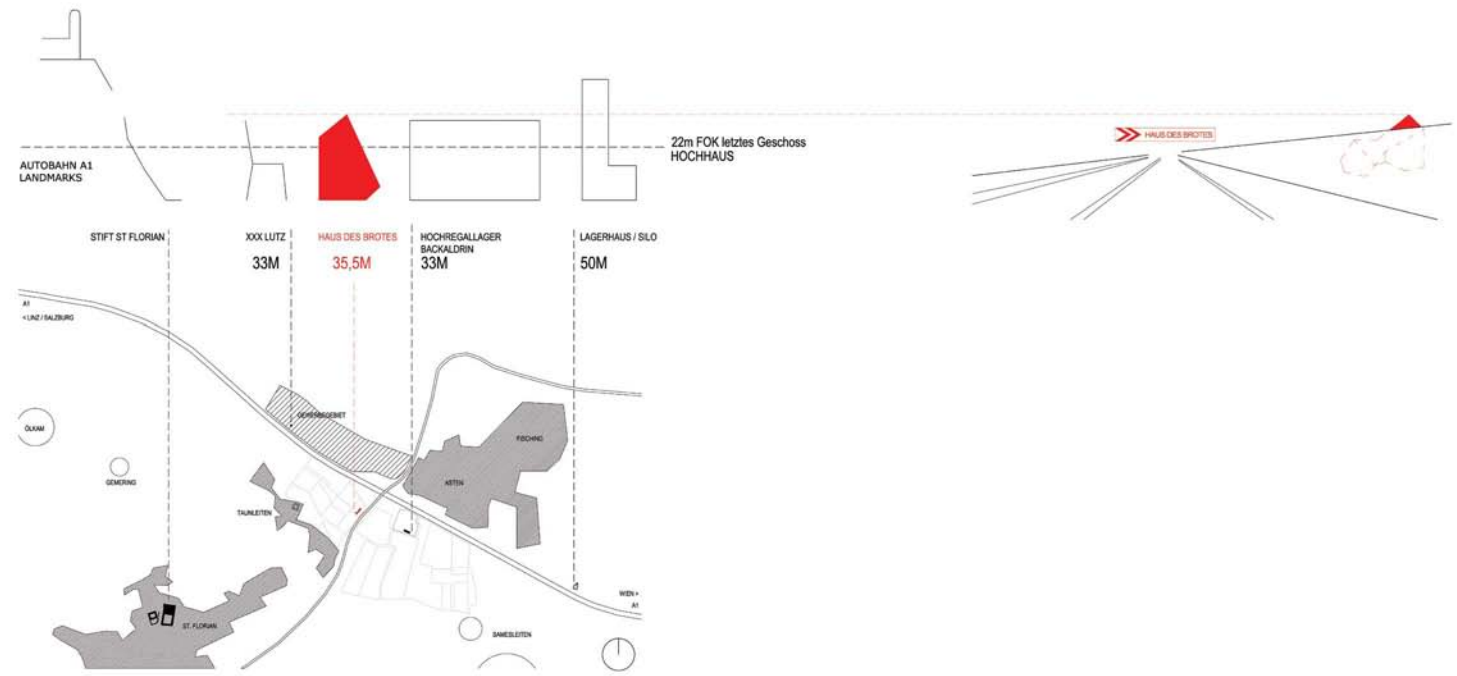 HAUS DES BROTES
22m FOK letztes Geschoss
HOCHHAUS
AUTOBAHN A1
LANDMARKS
STIFT ST FLORIAN
XXX LUTZ
33M
HAUS DES BROTES
35,5M
HOCHREGALLAGER
BACKALDRIN
33M
LAGERHAUS / SILO
50M
A1
< LINZ / SALZBURG
GEWERBEGEBIET
ÖLKAM
FISCHING
GEMERING
ASTEN
TAUNLEITEN
WIEN >
A1
ST. FLORIAN
SAMESLEITEN